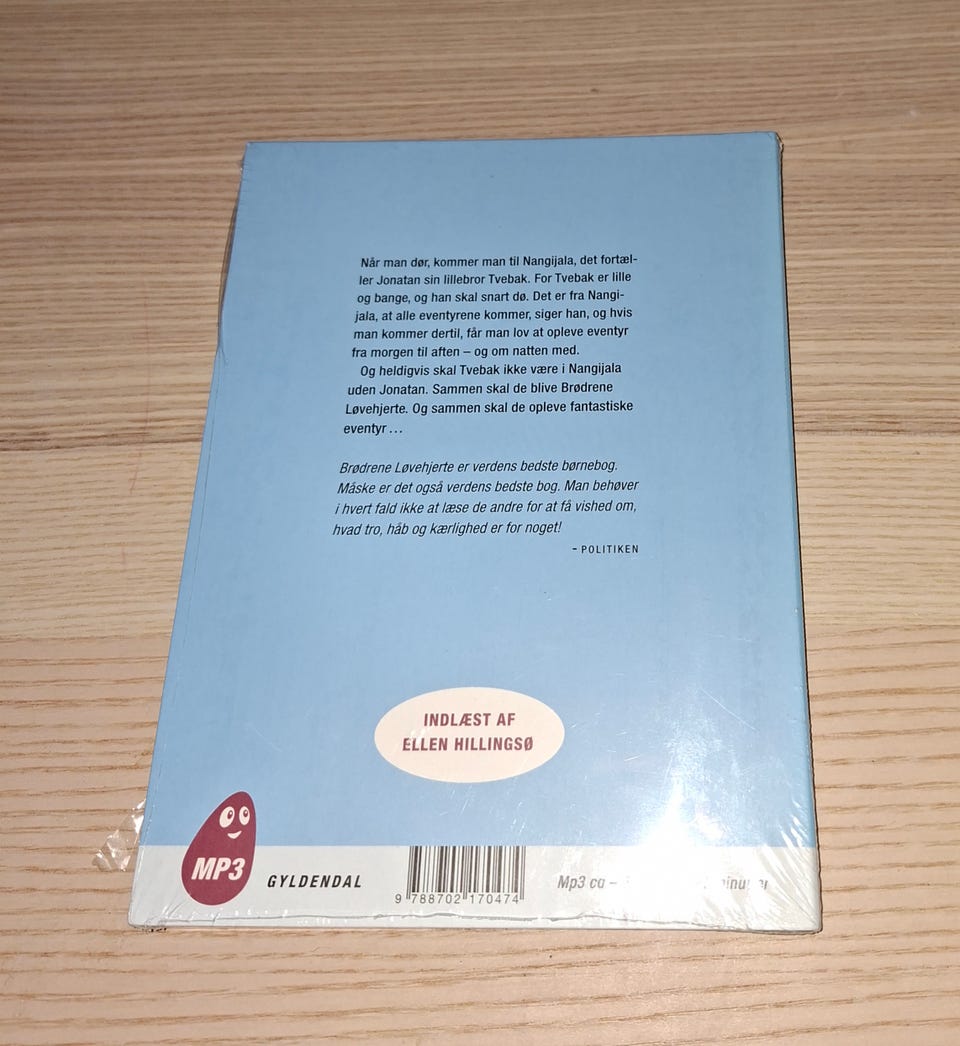 Når man dør, kommer man til Nangijala, det fortæl-
ler Jonatan sin lillebror Tvebak. For Tvebak er lille
og bange, og han skal snart dø. Det er fra Nangi-
jala, at alle eventyrene kommer, siger han, og hvis
man kommer dertil, får man lov at opleve eventyr
fra morgen til aften – og om natten med.
Og heldigvis skal Tvebak ikke være i Nangijala
uden Jonatan. Sammen skal de blive Brødrene
Løvehjerte. Og sammen skal de opleve fantastiske
eventyr …
Brødrene Løvehjerte er verdens bedste børnebog.
Måske er det også verdens bedste bog. Man behøver
i hvert fald ikke at læse de andre for at få vished om,
hvad tro, håb og kærlighed er for noget!
– POLITIKEN
INDLÆST AF
ELLEN HILLINGSØ
MP3
GYLDENDAL
9 788702 170474
Mp3 cd –